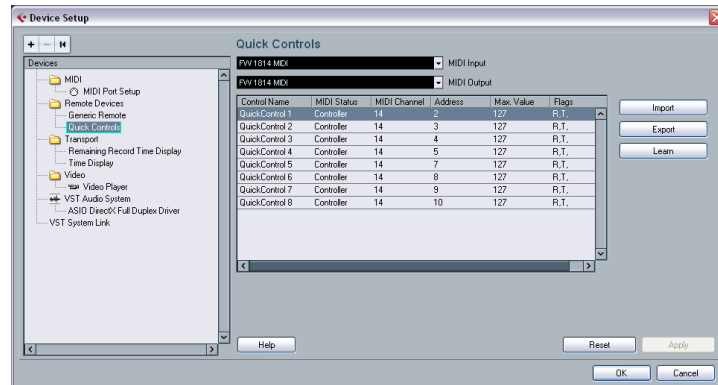 Device Setup
Devices
MIDI
MIDI Port Setup
Remote Devices
Generic Remote
Quick Controls
Transport
Remaining Record Time Display
Time Display
Video
Video Player
VST Audio System
ASIO DirectX Full Duplex Driver
VST System Link
Quick Controls
FW 1814 MIDI MIDI Input
FW 1814 MIDI MIDI Output
Control Name MIDI Status MIDI Channel Address Max. Value Flags
QuickControl 1 Controller 14 2 127 R,T,
QuickControl 2 Controller 14 3 127 R,T,
QuickControl 3 Controller 14 4 127 R,T,
QuickControl 4 Controller 14 5 127 R,T,
QuickControl 5 Controller 14 7 127 R,T,
QuickControl 6 Controller 14 8 127 R,T,
QuickControl 7 Controller 14 9 127 R,T,
QuickControl 8 Controller 14 10 127 R,T,
Import
Export
Learn
Help
Reset
Apply
OK
Cancel